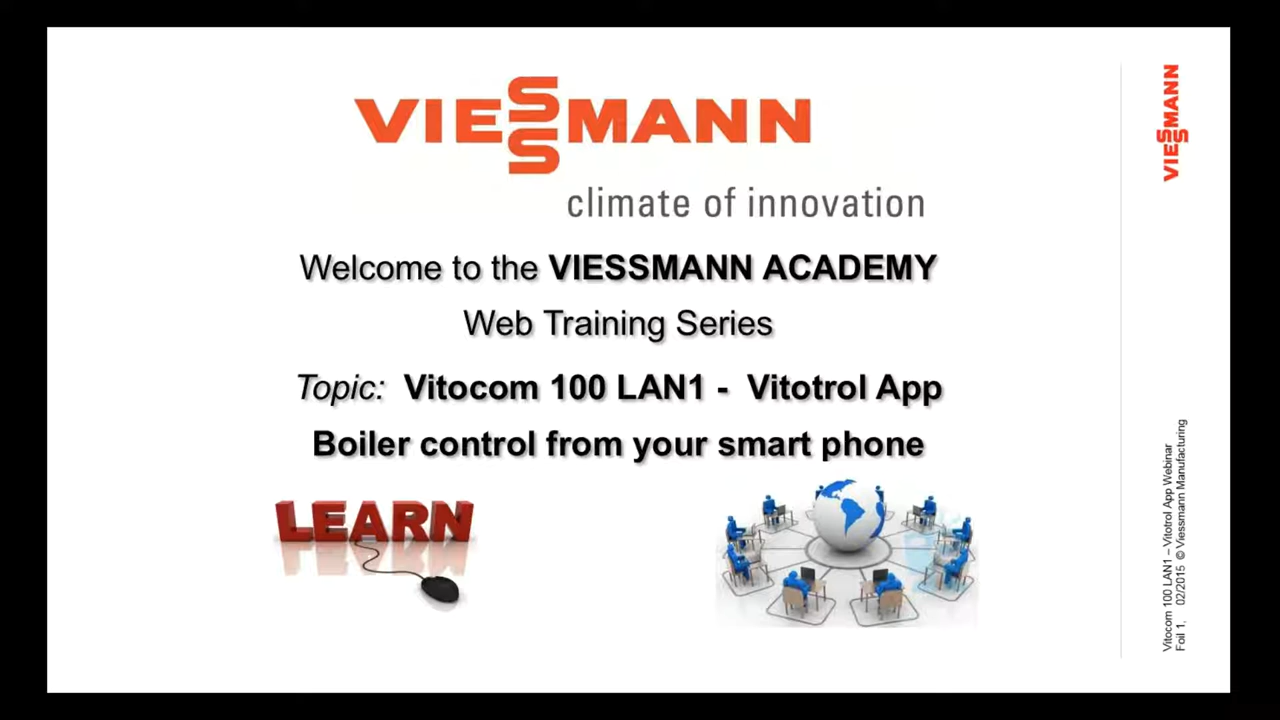 VIESSMANN
climate of innovation
Welcome to the VIESSMANN ACADEMY
Web Training Series
Topic: Vitocom 100 LAN1 - Vitotrol App
Boiler control from your smart phone
LEARN
VIESSMANN
Vitocom 100 LAN1 – Vitotrol App Webinar
Foil 1, 02/2015 © Viessmann Manufacturing